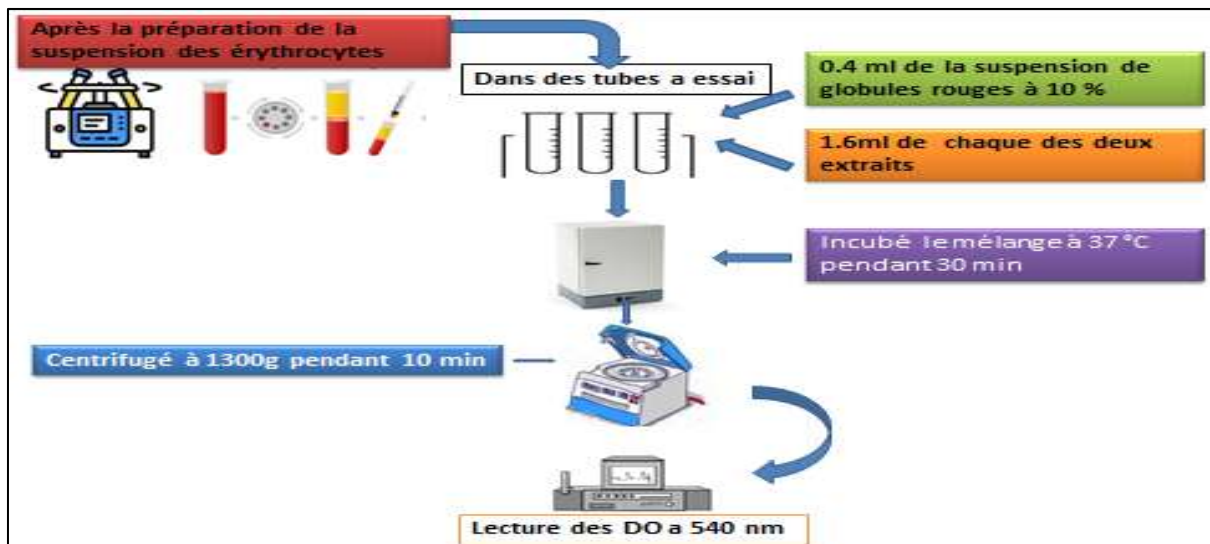 Après la préparation de la
suspension des érythrocytes
Dans des tubes a essai
0.4 ml de la suspension de
globules rouges à 10 %
1.6ml de chaque des deux
extraits
Incubé le mélange à 37 °C
pendant 30 min
Centrifugé à 1300g pendant 10 min
Lecture des DO a 540 nm